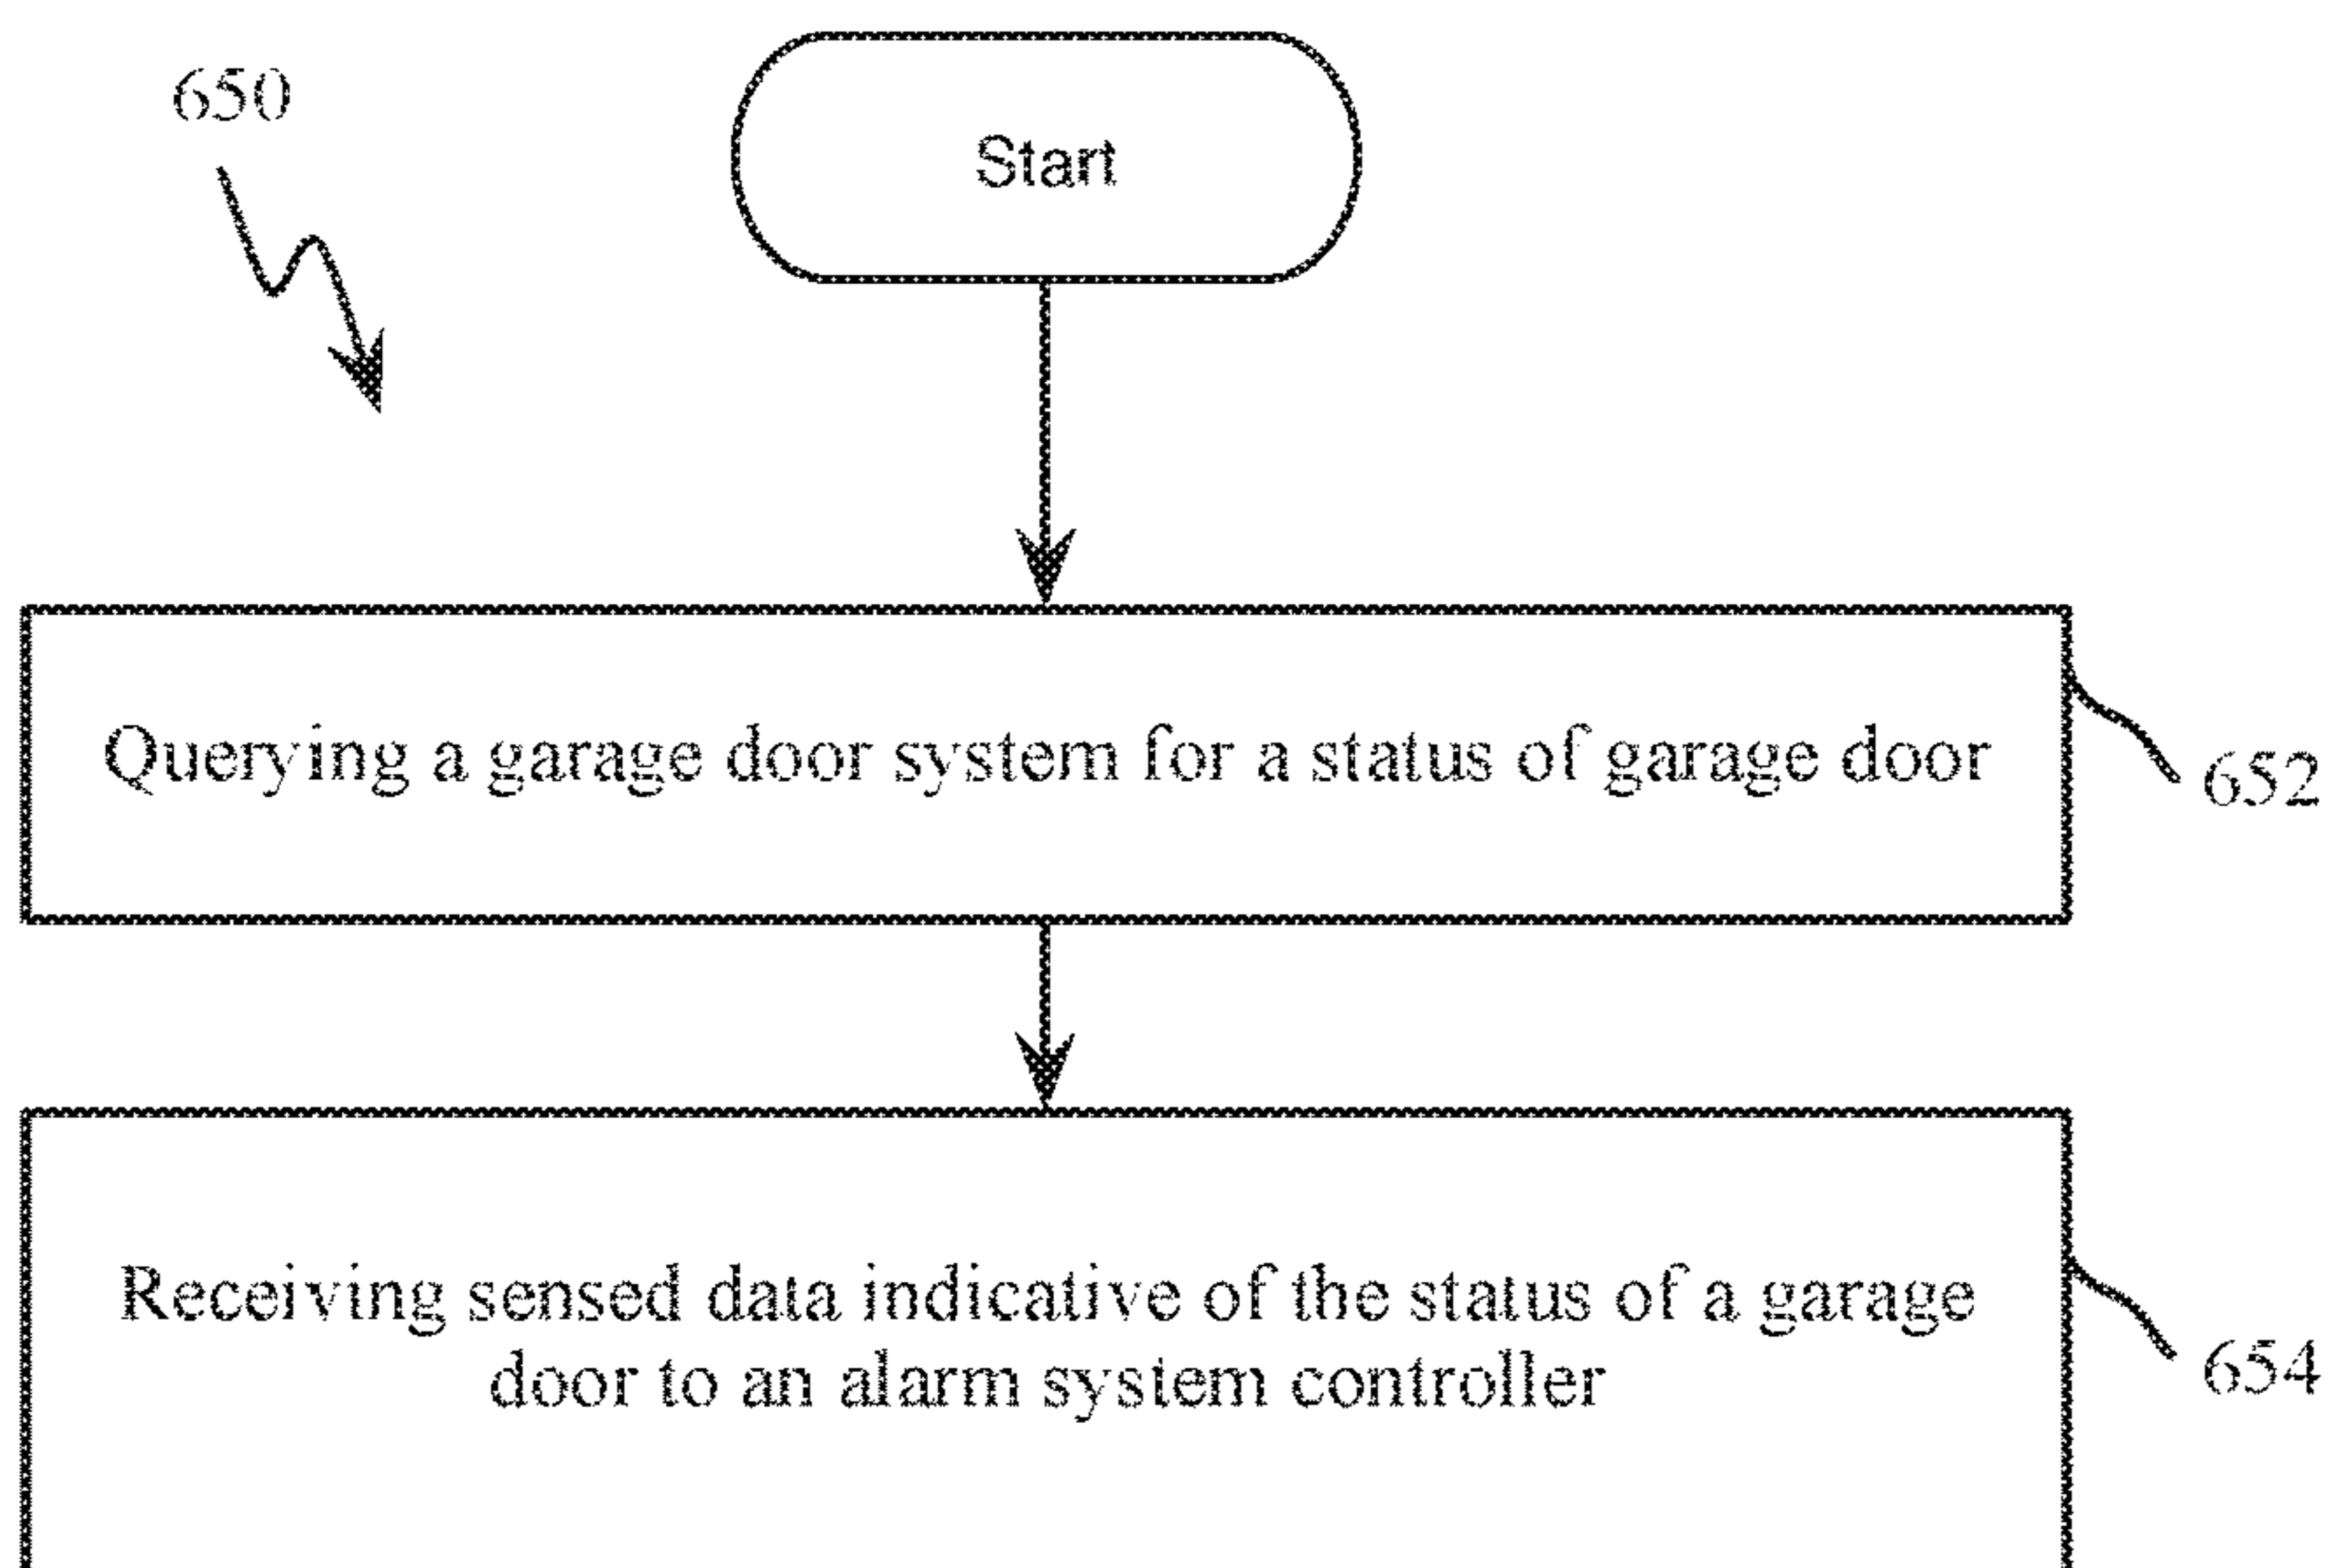 650
Start
Querying a garage door system for a status of garage door
652
Receiving sensed data indicative of the status of a garage
door to an alarm system controller
654